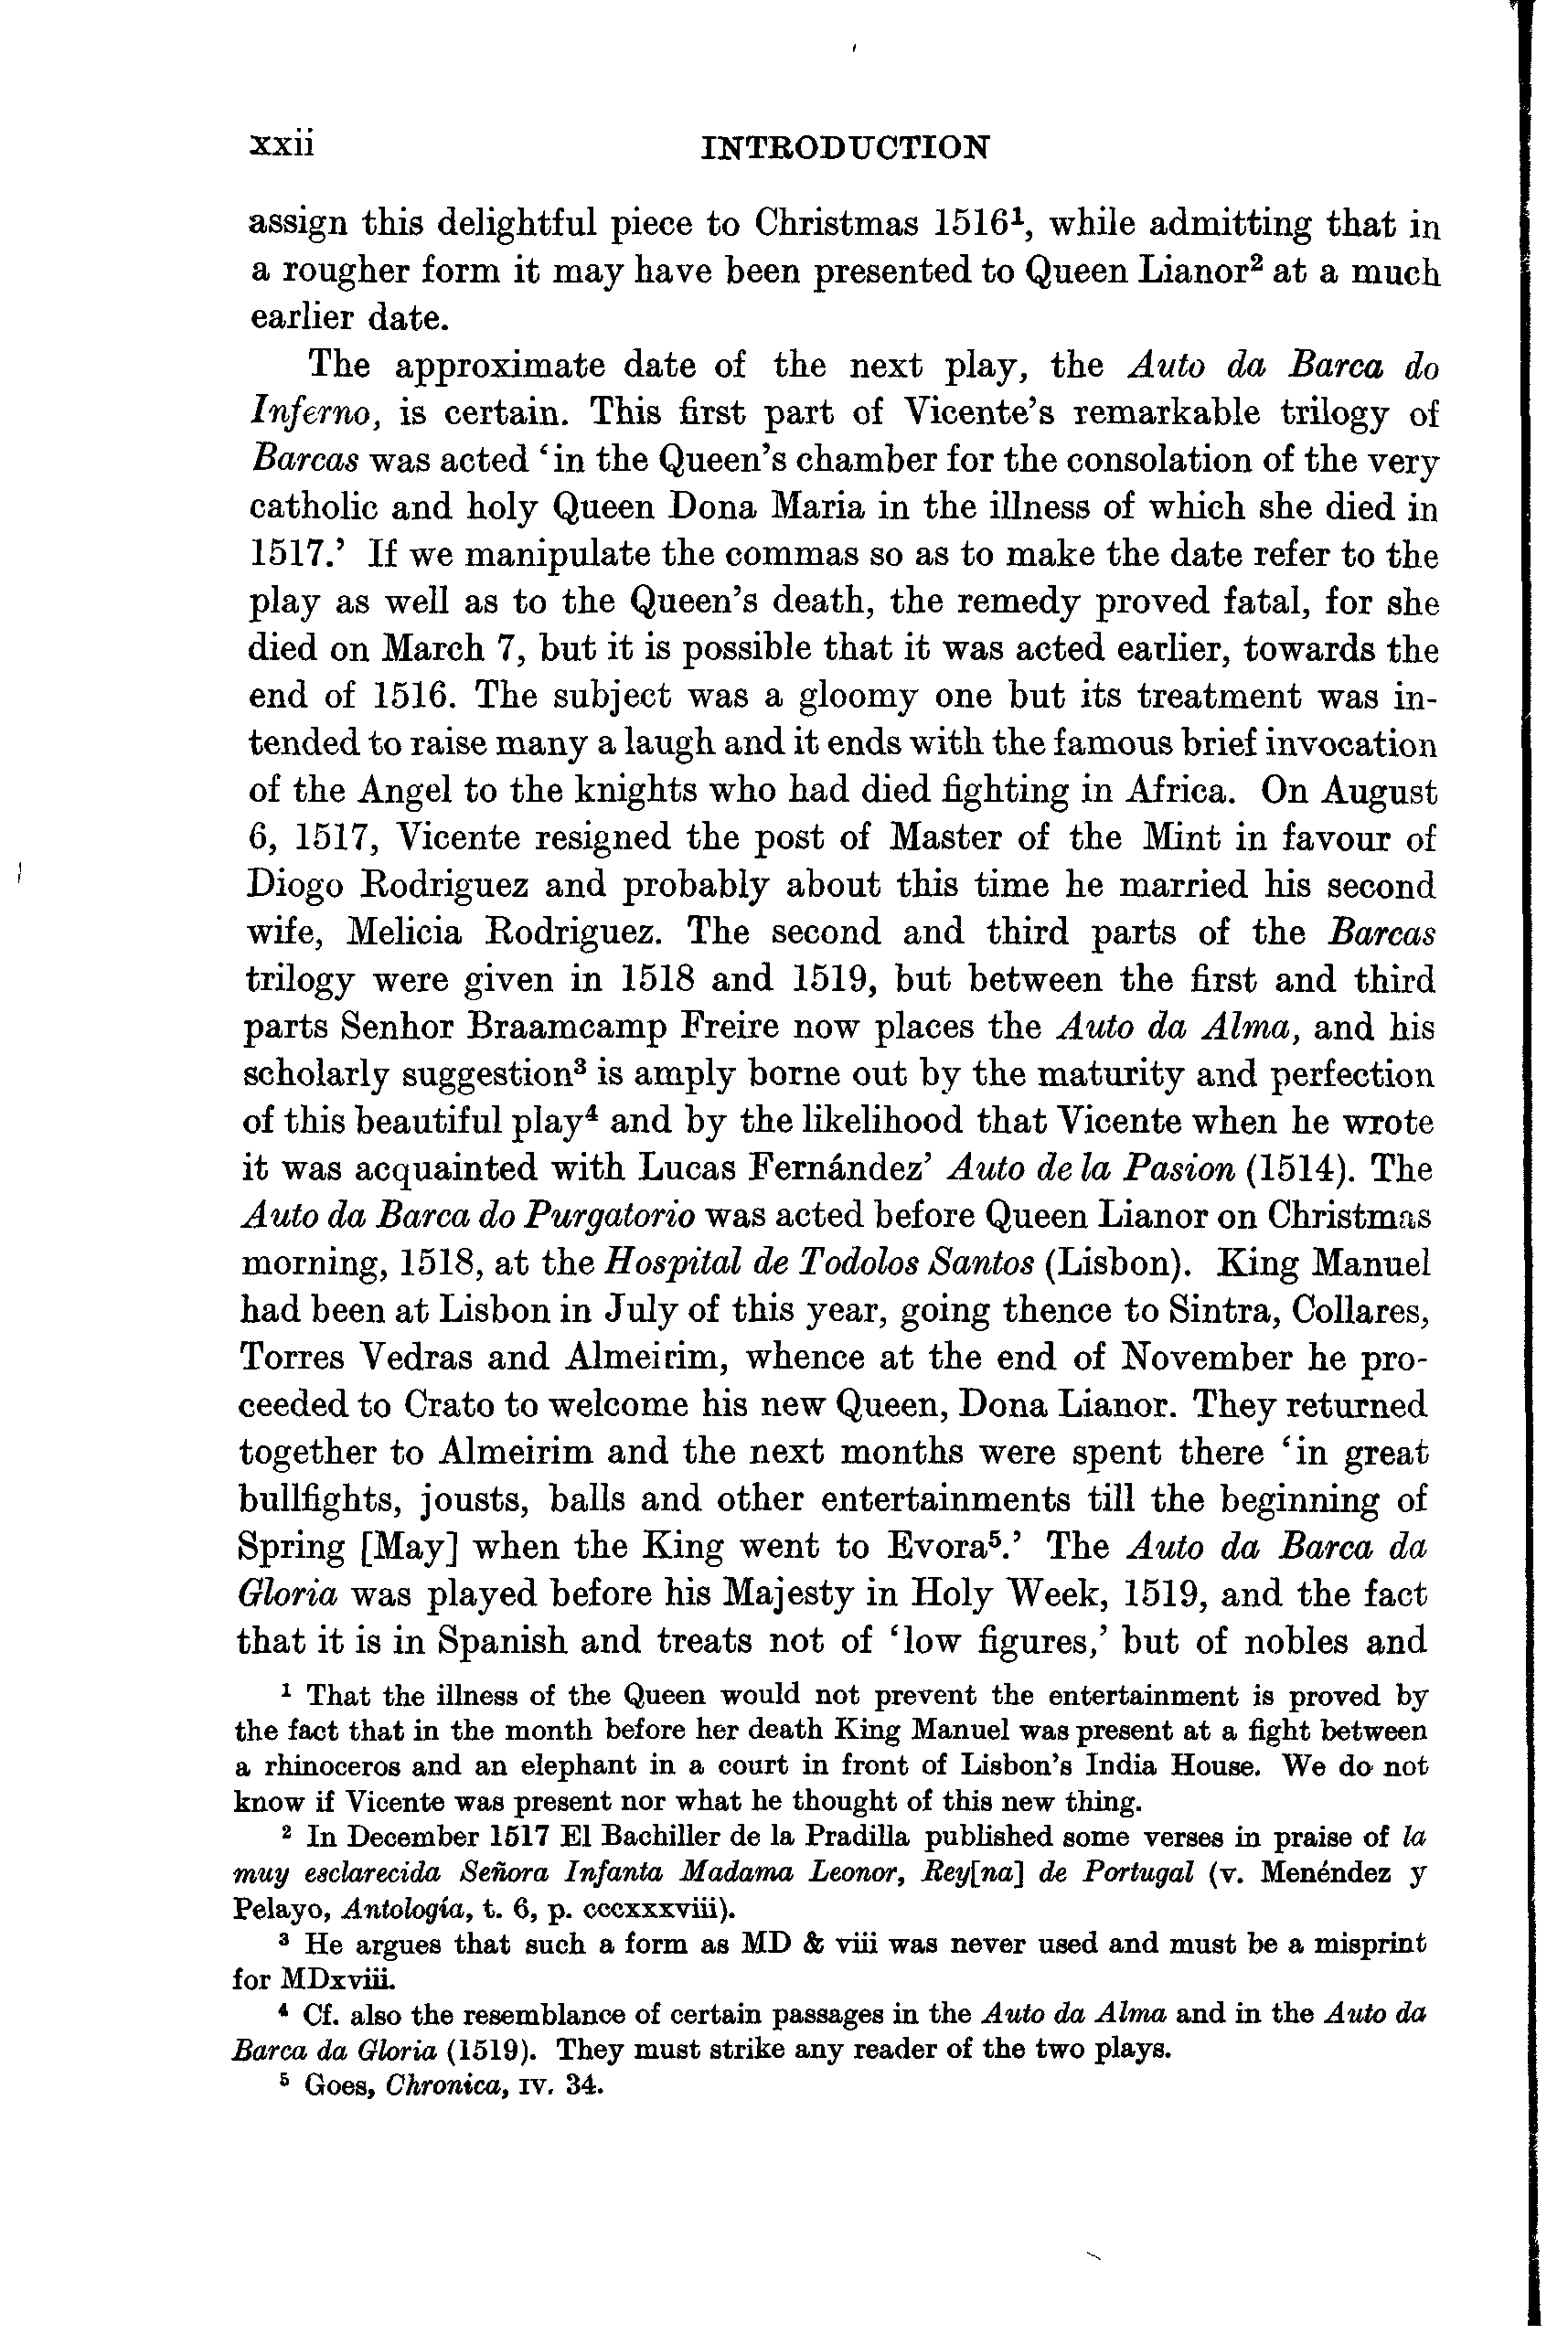 xxii INTRODUCTION
assign this delightful piece to Christmas 1516¹, while admitting that in
a rougher form it may have been presented to Queen Lianor² at a much
earlier date.
The approximate date of the next play, the Auto da Barca do
Inferno, is certain. This first part of Vicente's remarkable trilogy of
Barcas was acted 'in the Queen's chamber for the consolation of the very
catholic and holy Queen Dona Maria in the illness of which she died in
1517.' If we manipulate the commas so as to make the date refer to the
play as well as to the Queen's death, the remedy proved fatal, for she
died on March 7, but it is possible that it was acted earlier, towards the
end of 1516. The subject was a gloomy one but its treatment was in-
tended to raise many a laugh and it ends with the famous brief invocation
of the Angel to the knights who had died fighting in Africa. On August
6, 1517, Vicente resigned the post of Master of the Mint in favour of
Diogo Rodriguez and probably about this time he married his second
wife, Melicia Rodriguez. The second and third parts of the Barcas
trilogy were given in 1518 and 1519, but between the first and third
parts Senhor Braamcamp Freire now places the Auto da Alma, and his
scholarly suggestion³ is amply borne out by the maturity and perfection
of this beautiful play⁴ and by the likelihood that Vicente when he wrote
it was acquainted with Lucas Fernández' Auto de la Pasion (1514). The
Auto da Barca do Purgatorio was acted before Queen Lianor on Christmas
morning, 1518, at the Hospital de Todolos Santos (Lisbon). King Manuel
had been at Lisbon in July of this year, going thence to Sintra, Collares,
Torres Vedras and Almeirim, whence at the end of November he pro-
ceeded to Crato to welcome his new Queen, Dona Lianor. They returned
together to Almeirim and the next months were spent there 'in great
bullfights, jousts, balls and other entertainments till the beginning of
Spring [May] when the King went to Evora⁵.' The Auto da Barca da
Gloria was played before his Majesty in Holy Week, 1519, and the fact
that it is in Spanish and treats not of 'low figures,' but of nobles and
¹ That the illness of the Queen would not prevent the entertainment is proved by
the fact that in the month before her death King Manuel was present at a fight between
a rhinoceros and an elephant in a court in front of Lisbon's India House. We do not
know if Vicente was present nor what he thought of this new thing.
² In December 1517 El Bachiller de la Pradilla published some verses in praise of la
muy esclarecida Señora Infanta Madama Leonor, Rey[na] de Portugal (v. Menéndez y
Pelayo, Antología, t. 6, p. cccxxxviii).
³ He argues that such a form as MD & viii was never used and must be a misprint
for MDxviii.
⁴ Cf. also the resemblance of certain passages in the Auto da Alma and in the Auto da
Barca da Gloria (1519). They must strike any reader of the two plays.
⁵ Goes, Chronica, IV. 34.